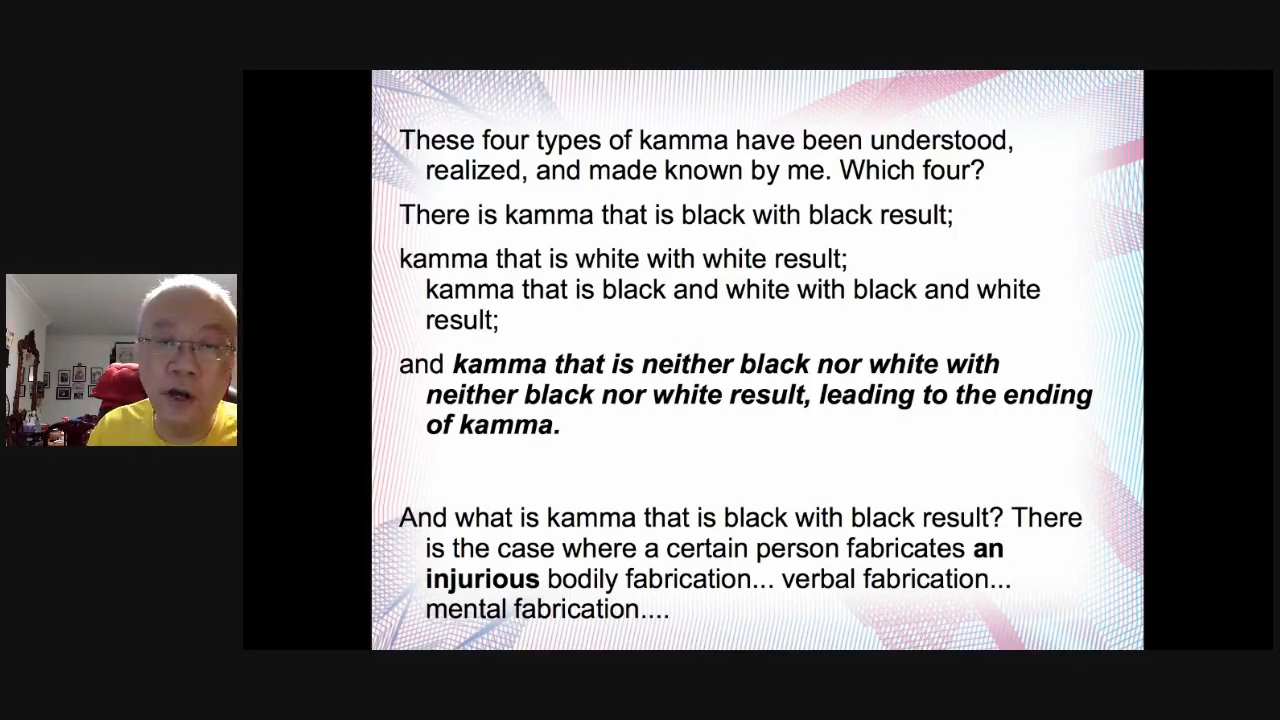 These four types of kamma have been understood,
realized, and made known by me. Which four?
There is kamma that is black with black result;
kamma that is white with white result;
kamma that is black and white with black and white
result;
and kamma that is neither black nor white with
neither black nor white result, leading to the ending
of kamma.
And what is kamma that is black with black result? There
is the case where a certain person fabricates an
injurious bodily fabrication... verbal fabrication...
mental fabrication....